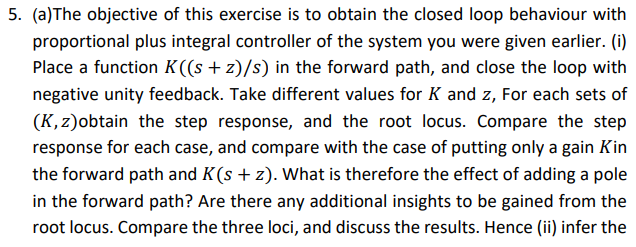 5. (a)The objective of this exercise is to obtain the closed loop behaviour with
proportional plus integral controller of the system you were given earlier. (i)
Place a function K((s + z)/s) in the forward path, and close the loop with
negative unity feedback. Take different values for K and z, For each sets of
(K, z)obtain the step response, and the root locus. Compare the step
response for each case, and compare with the case of putting only a gain Kin
the forward path and K(s + z). What is therefore the effect of adding a pole
in the forward path? Are there any additional insights to be gained from the
root locus. Compare the three loci, and discuss the results. Hence (ii) infer the